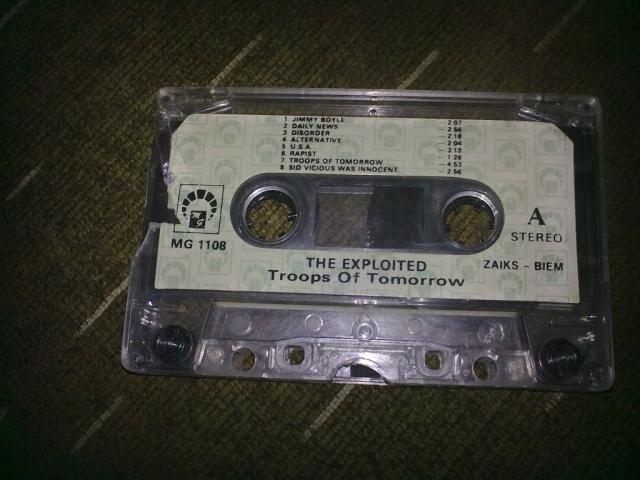 1 JIMMY BOYLE — 2:07
2 DAILY NEWS — 2:56
3 DISORDER — 2:18
4 ALTERNATIVE — 2:04
5 U.S.A. — 3:13
6 RAPIST — 1:26
7 TROOPS OF TOMORROW — 4:53
8 SID VICIOUS WAS INNOCENT — 2:56
MG
MG 1108
A
STEREO
THE EXPLOITED
ZAIKS - BIEM
Troops Of Tomorrow